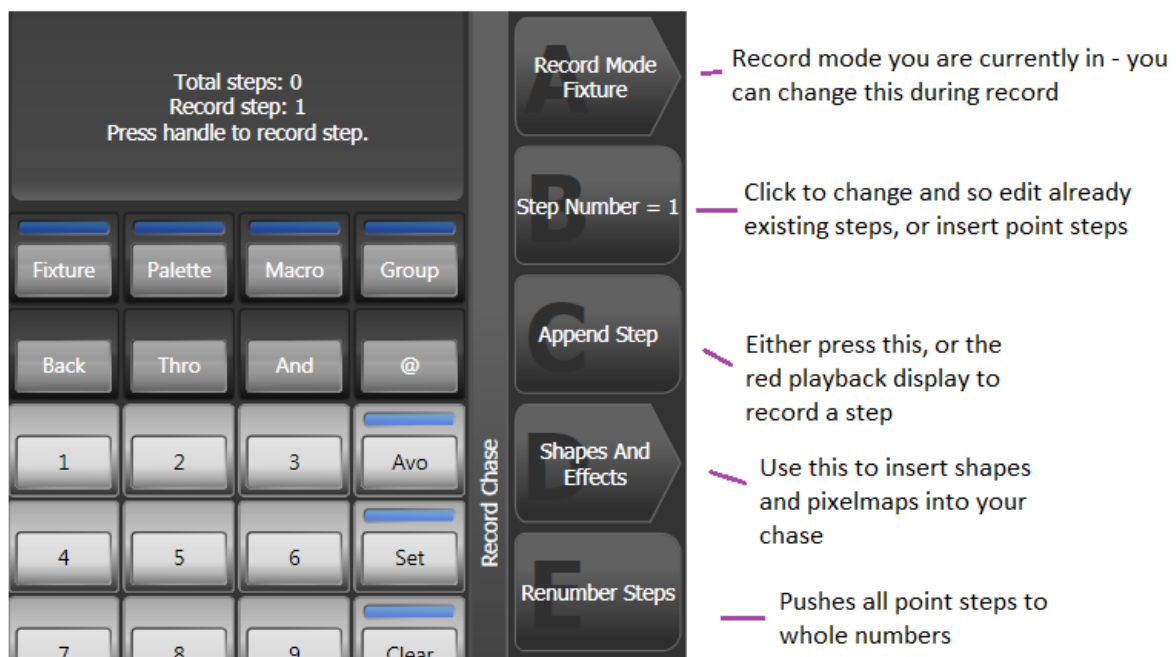 Total steps: 0
Record step: 1
Press handle to record step.
Fixture
Palette
Macro
Group
Back
Thro
And
@
1
2
3
Avo
4
5
6
Set
7
8
9
Clear
Record Chase
A
Record Mode
Fixture
B
Step Number = 1
C
Append Step
D
Shapes And
Effects
E
Renumber Steps
Record mode you are currently in - you
can change this during record
Click to change and so edit already
existing steps, or insert point steps
Either press this, or the
red playback display to
record a step
Use this to insert shapes
and pixelmaps into your
chase
Pushes all point steps to
whole numbers